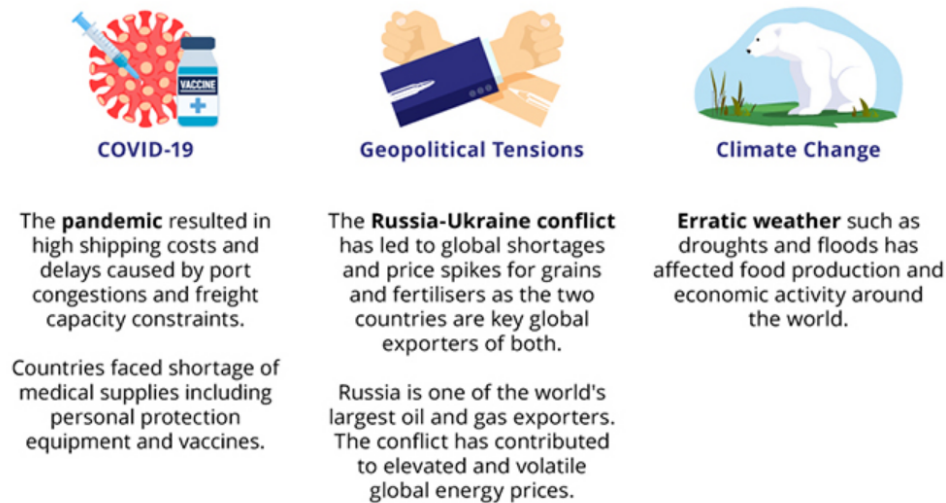 VACCINE
COVID-19
The pandemic resulted in
high shipping costs and
delays caused by port
congestions and freight
capacity constraints.
Countries faced shortage of
medical supplies including
personal protection
equipment and vaccines.
Geopolitical Tensions
The Russia-Ukraine conflict
has led to global shortages
and price spikes for grains
and fertilisers as the two
countries are key global
exporters of both.
Russia is one of the world's
largest oil and gas exporters.
The conflict has contributed
to elevated and volatile
global energy prices.
Climate Change
Erratic weather such as
droughts and floods has
affected food production and
economic activity around
the world.